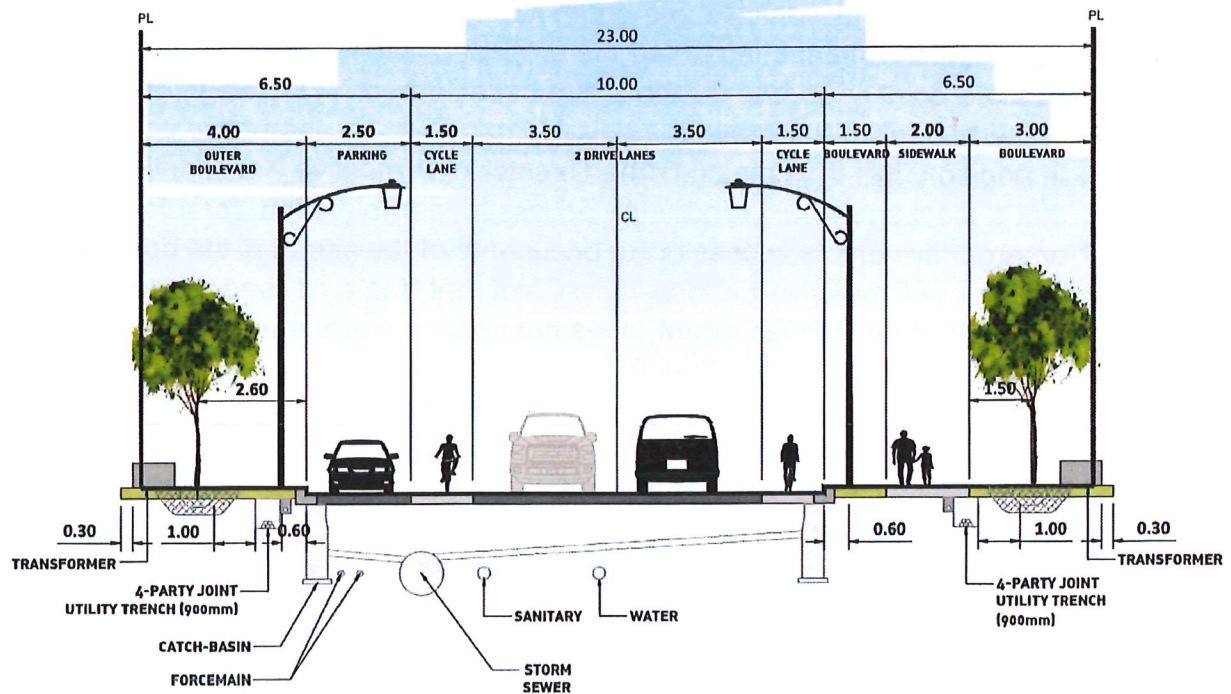 PL
PL
23.00
6.50
10.00
6.50
4.00
2.50
1.50
3.50
3.50
1.50
1.50
2.00
3.00
OUTER
BOULEVARD
PARKING
CYCLE
LANE
2 DRIVE LANES
CYCLE
LANE
BOULEVARD
SIDEWALK
BOULEVARD
CL
2.60
1.50
0.30
1.00
0.60
0.60
1.00
0.30
TRANSFORMER
TRANSFORMER
4-PARTY JOINT
UTILITY TRENCH (900mm)
SANITARY
WATER
4-PARTY JOINT
UTILITY TRENCH
(900mm)
CATCH-BASIN
FORCEMAIN
STORM
SEWER